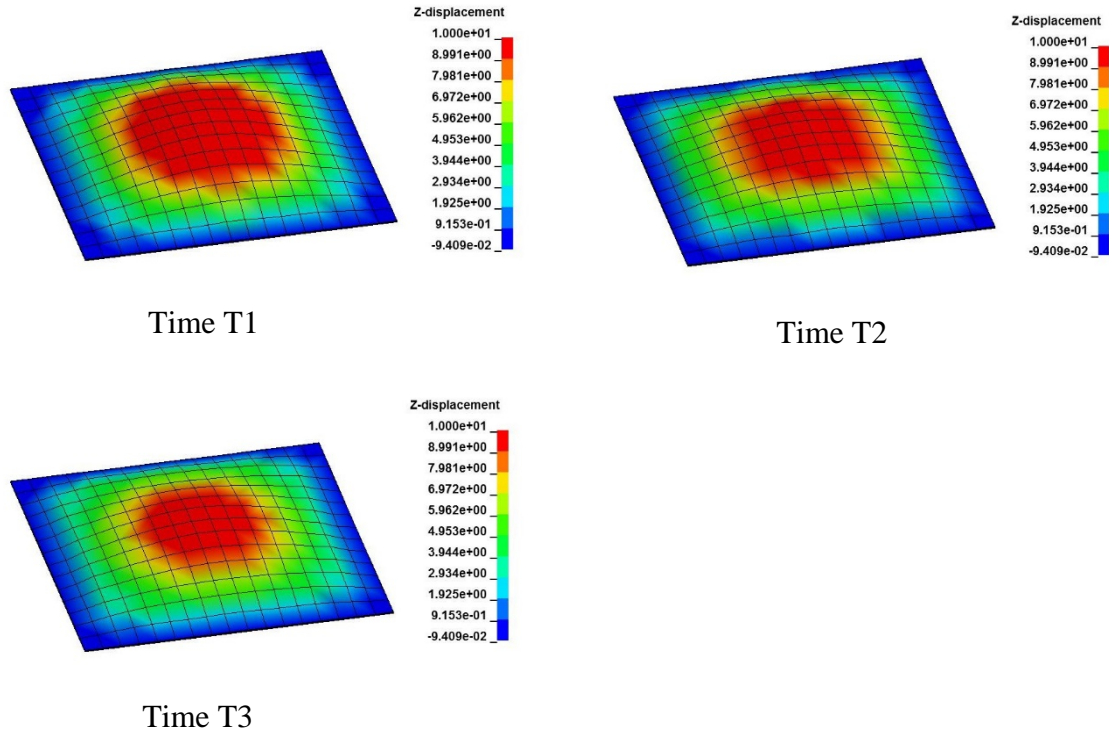 Z-displacement
1.000e+01
8.991e+00
7.981e+00
6.972e+00
5.962e+00
4.953e+00
3.944e+00
2.934e+00
1.925e+00
9.153e-01
-9.409e-02
Time T1
Z-displacement
1.000e+01
8.991e+00
7.981e+00
6.972e+00
5.962e+00
4.953e+00
3.944e+00
2.934e+00
1.925e+00
9.153e-01
-9.409e-02
Time T2
Z-displacement
1.000e+01
8.991e+00
7.981e+00
6.972e+00
5.962e+00
4.953e+00
3.944e+00
2.934e+00
1.925e+00
9.153e-01
-9.409e-02
Time T3